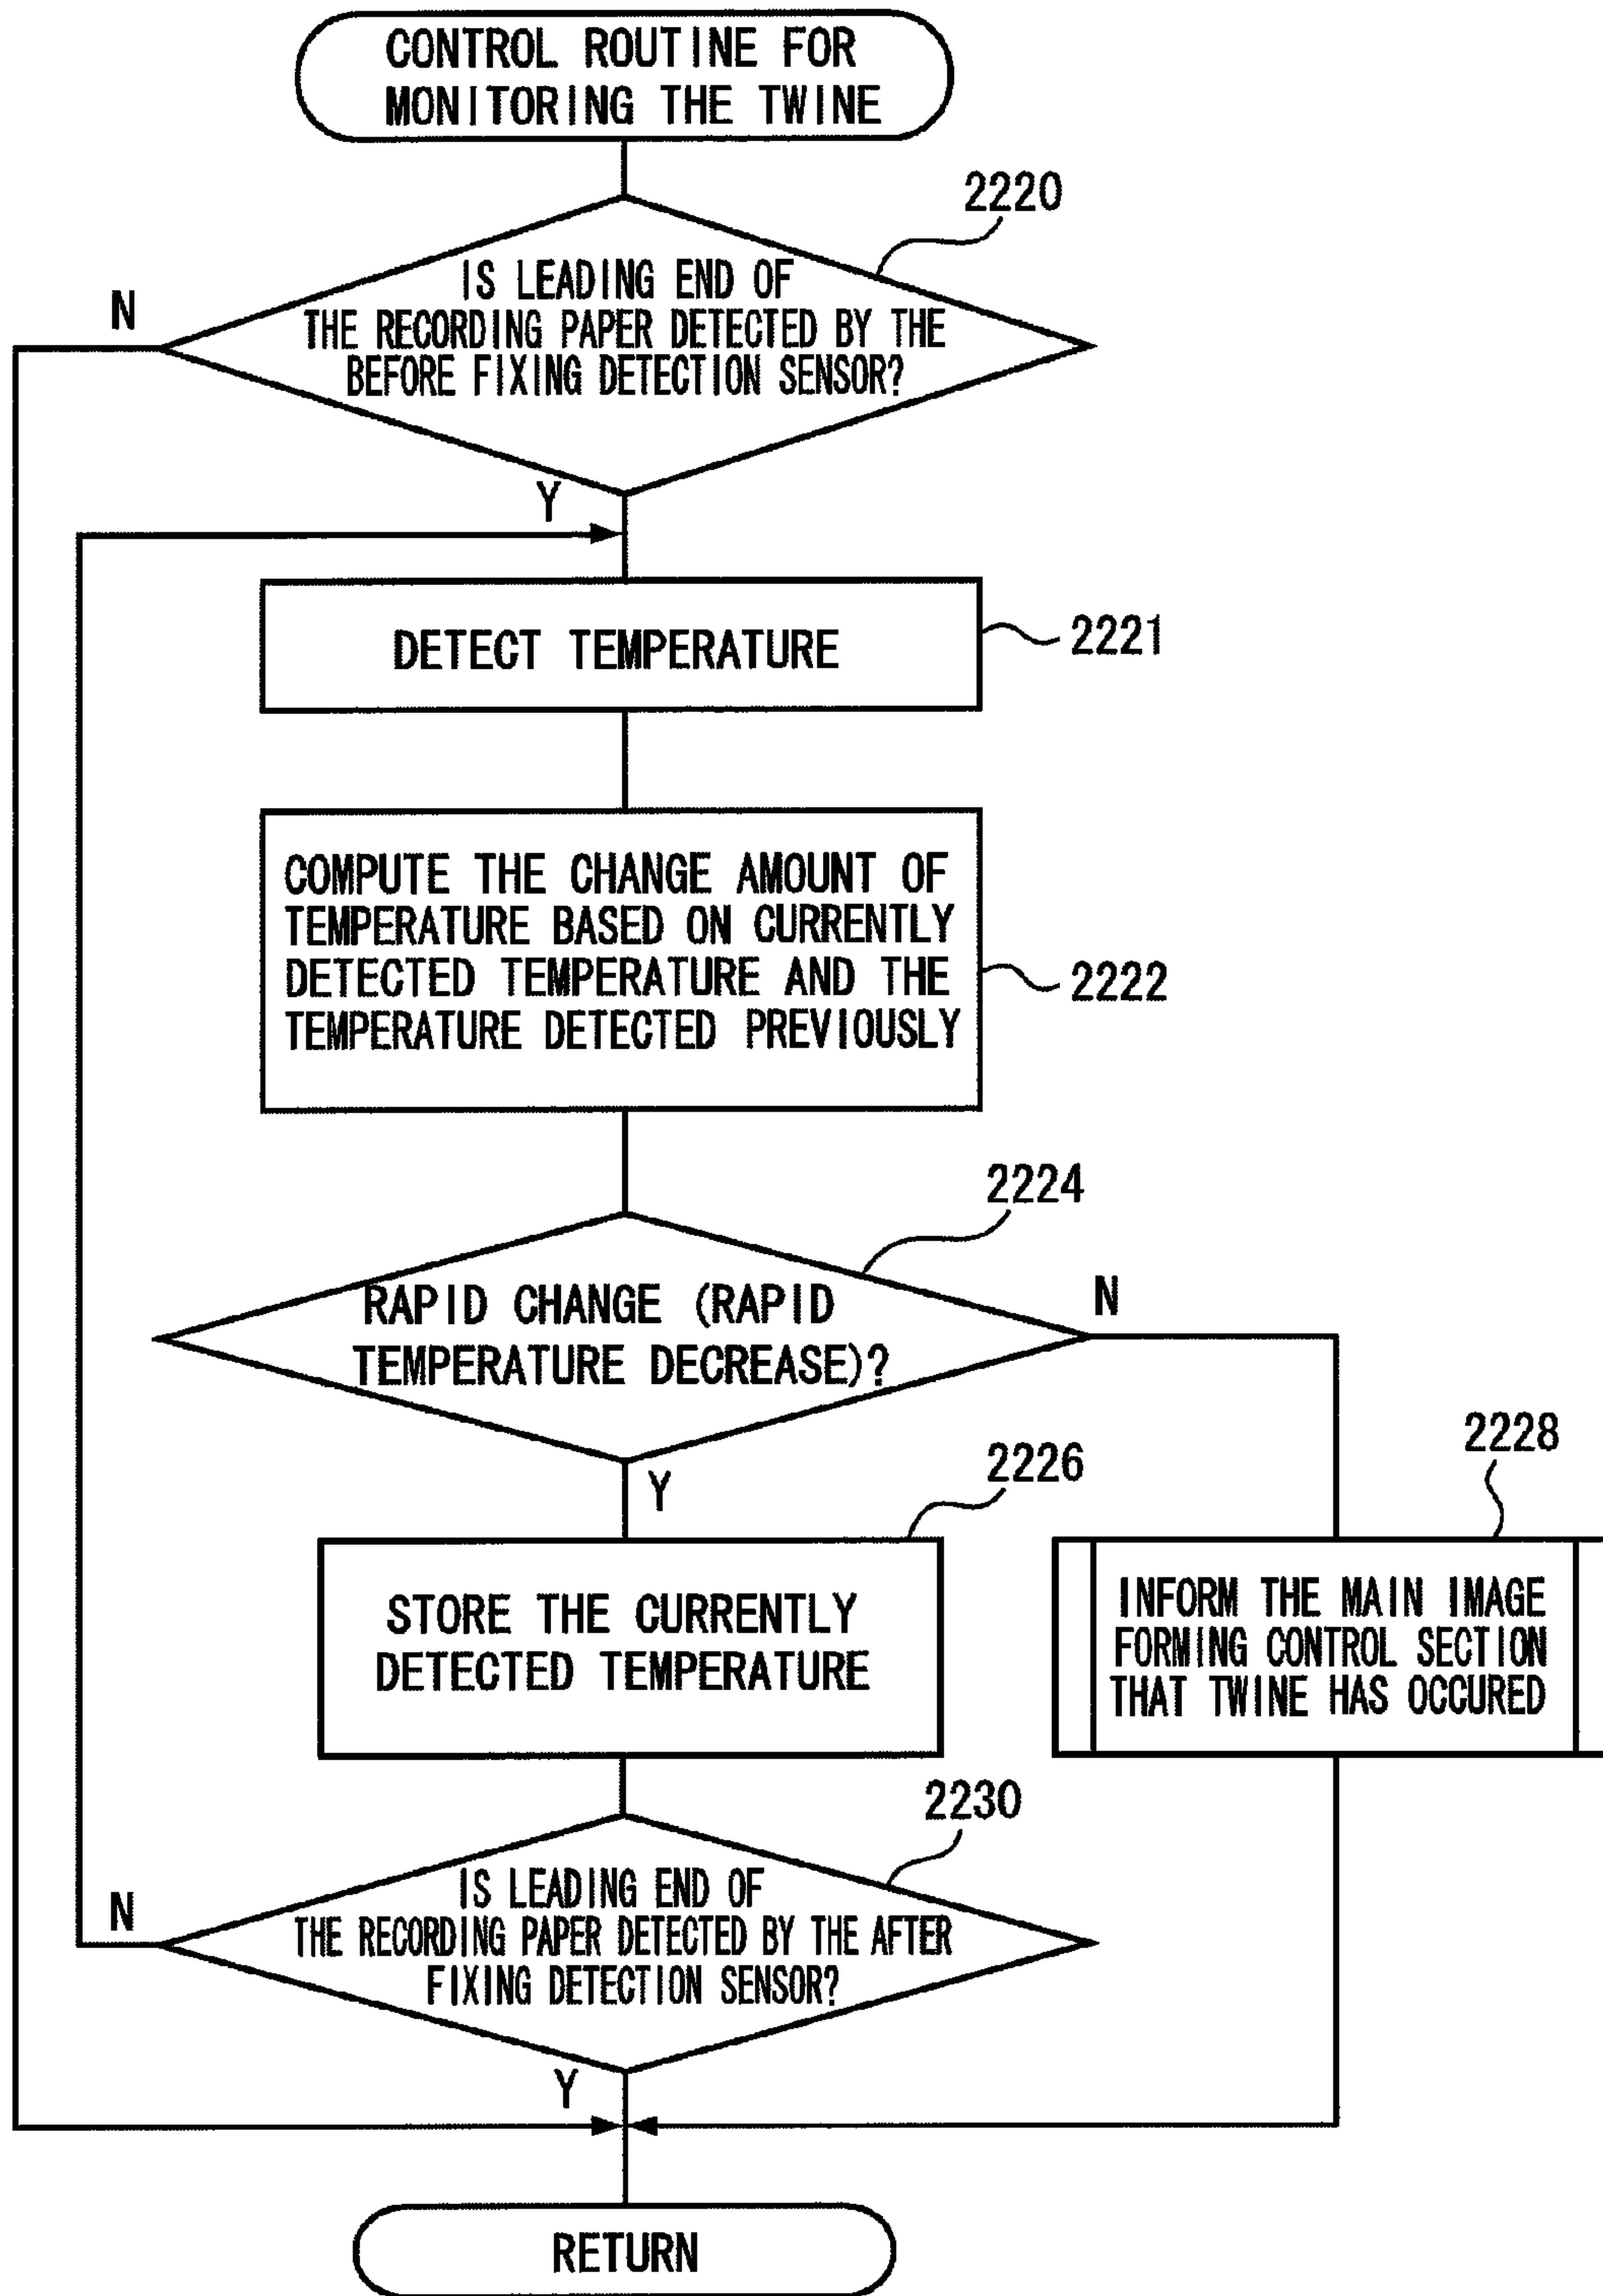 CONTROL ROUTINE FOR
MONITORING THE TWINE
2220
IS LEADING END OF
THE RECORDING PAPER DETECTED BY THE
BEFORE FIXING DETECTION SENSOR?
N
Y
DETECT TEMPERATURE
2221
COMPUTE THE CHANGE AMOUNT OF
TEMPERATURE BASED ON CURRENTLY
DETECTED TEMPERATURE AND THE
TEMPERATURE DETECTED PREVIOUSLY
2222
2224
RAPID CHANGE (RAPID
TEMPERATURE DECREASE)?
N
Y
2226
STORE THE CURRENTLY
DETECTED TEMPERATURE
2228
INFORM THE MAIN IMAGE
FORMING CONTROL SECTION
THAT TWINE HAS OCCURED
2230
IS LEADING END OF
THE RECORDING PAPER DETECTED BY THE AFTER
FIXING DETECTION SENSOR?
N
Y
RETURN